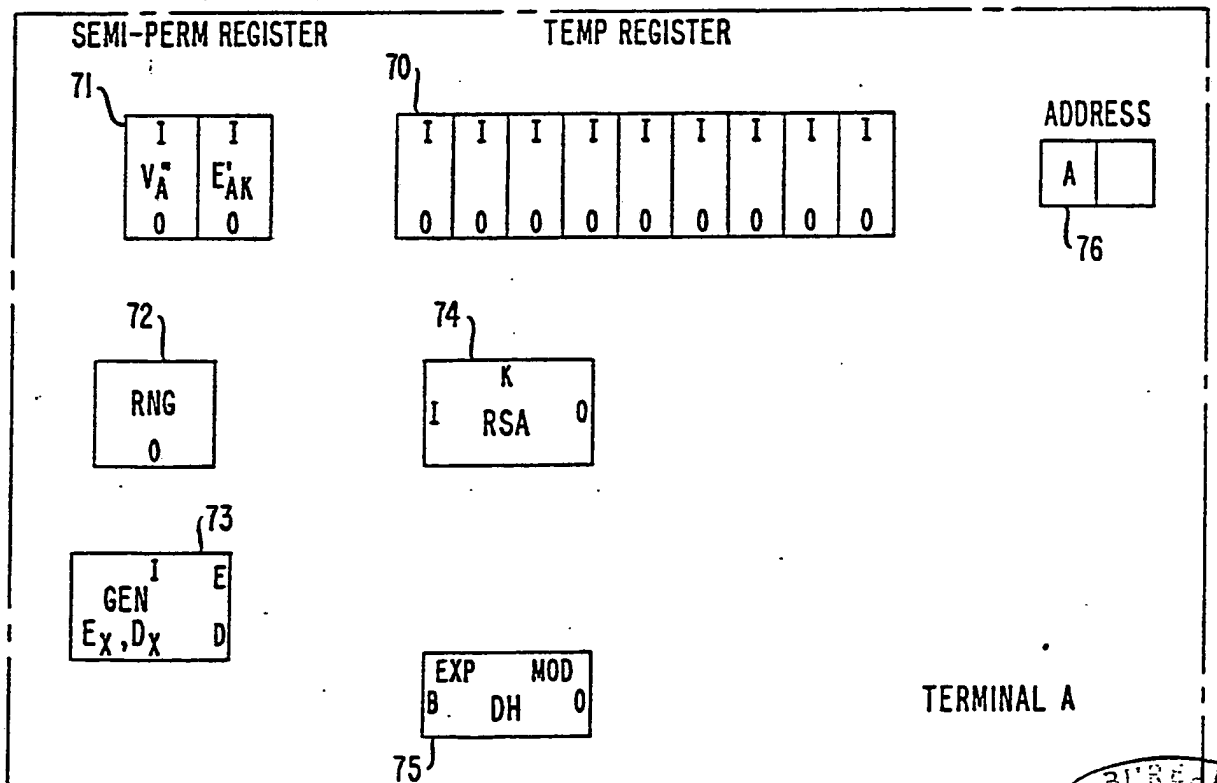 SEMI-PERM REGISTER TEMP REGISTER
71 70
I I I I I I I I I I I ADDRESS
V"A E'AK A
0 0 0 0 0 0 0 0 0 0 0
76
72 74
K
RNG I RSA 0
0
73
I E
GEN
EX, DX D
EXP MOD
B DH 0 TERMINAL A
75